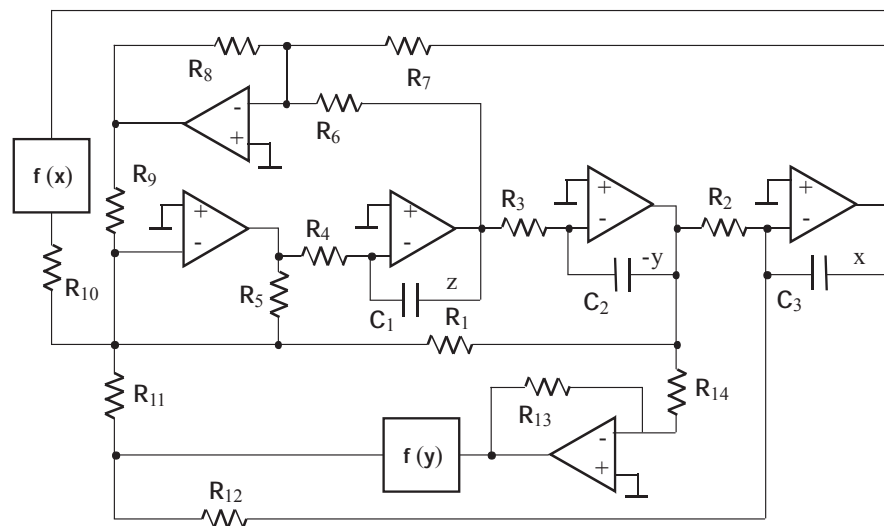 R8
R7
-
+
R6
f (x)
R9
R10
+
-
R4
R5
+
-
z
C1
R1
R3
+
-
-y
C2
R2
+
-
x
C3
R11
R14
R13
f (y)
-
+
R12